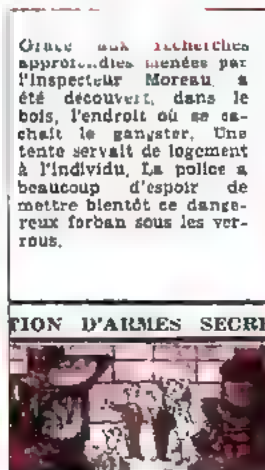 Grâce aux recherches
approfondies menées par
l'Inspecteur Moreau, a
été découvert, dans le
bois, l'endroit où se ca-
chait le gangster. Une
tente servait de logement
à l'individu. La police a
beaucoup d'espoir de
mettre bientôt ce dange-
reux forban sous les ver-
rous.
TION D'ARMES SECR